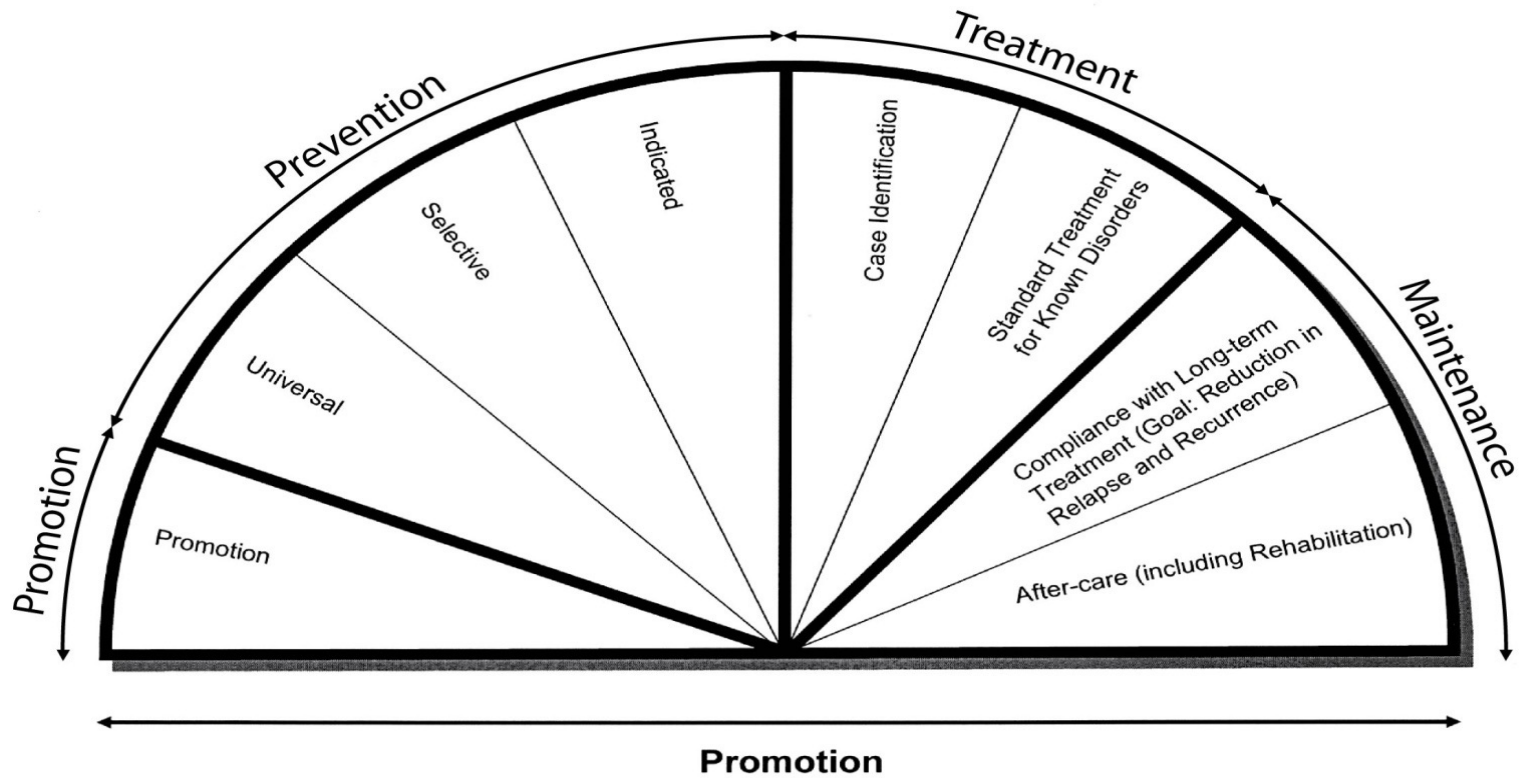 Promotion
Prevention
Treatment
Maintenance
Promotion
Universal
Selective
Indicated
Case Identification
Standard Treatment
for Known Disorders
Compliance with Long-term
Treatment (Goal: Reduction in
Relapse and Recurrence)
After-care (including Rehabilitation)
Promotion